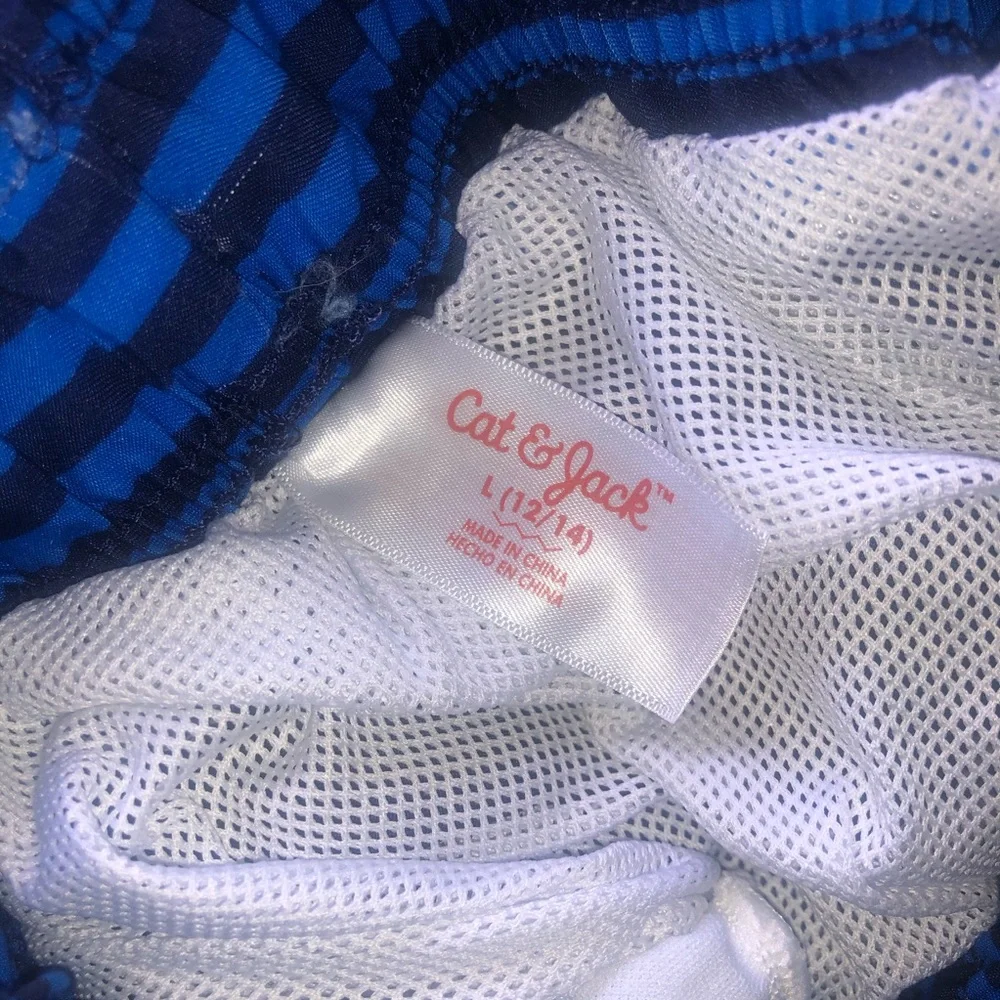 Cat & Jack™
L (12/14)
MADE IN CHINA
HECHO EN CHINA